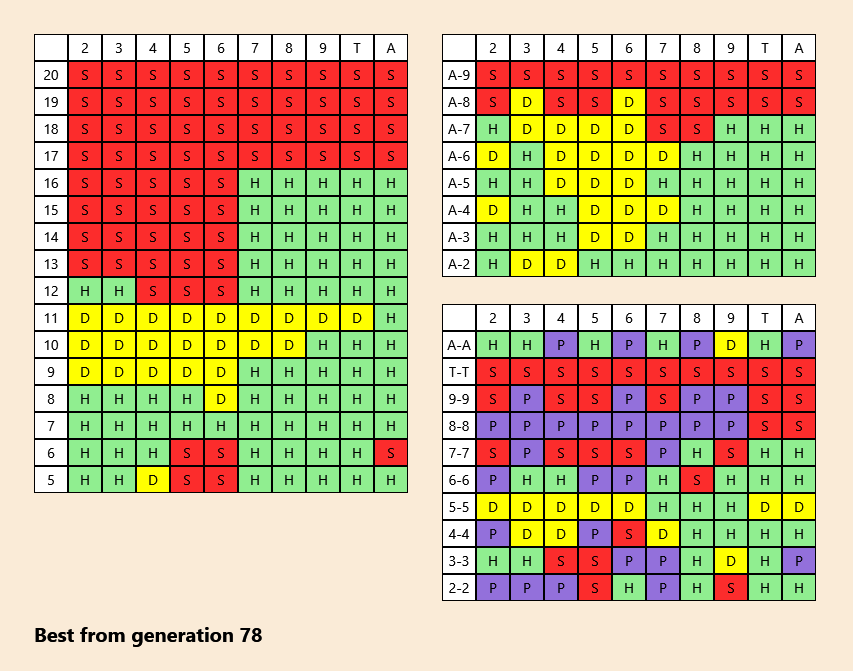 2 3 4 5 6 7 8 9 T A
20 S S S S S S S S S S
19 S S S S S S S S S S
18 S S S S S S S S S S
17 S S S S S S S S S S
16 S S S S S H H H H H
15 S S S S S H H H H H
14 S S S S S H H H H H
13 S S S S S H H H H H
12 H H S S S H H H H H
11 D D D D D D D D D H
10 D D D D D D D H H H
9 D D D D D H H H H H
8 H H H H D H H H H H
7 H H H H H H H H H H
6 H H H S S H H H H S
5 H H D S S H H H H H
2 3 4 5 6 7 8 9 T A
A-9 S S S S S S S S S S
A-8 S D S S D S S S S S
A-7 H D D D D S S H H H
A-6 D H D D D D H H H H
A-5 H H D D D H H H H H
A-4 D H H D D D H H H H
A-3 H H H D D H H H H H
A-2 H D D H H H H H H H
2 3 4 5 6 7 8 9 T A
A-A H H P H P H P D H P
T-T S S S S S S S S S S
9-9 S P S S P S P P S S
8-8 P P P P P P P P S S
7-7 S P S S S P H S H H
6-6 P H H P P H S H H H
5-5 D D D D D H H H D D
4-4 P D D P S D H H H H
3-3 H H S S P P H D H P
2-2 P P P S H P H S H H
Best from generation 78